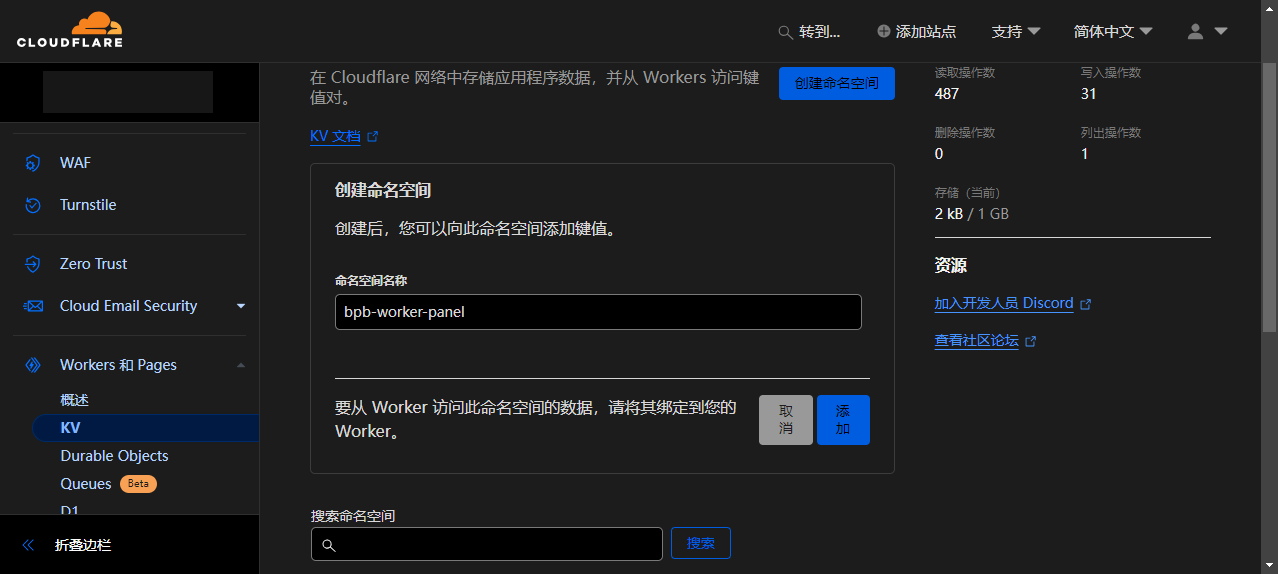 CLOUDFLARE
转到...
添加站点
支持
简体中文
WAF
Turnstile
Zero Trust
Cloud Email Security
Workers 和 Pages
概述
KV
Durable Objects
Queues Beta
D1
折叠边栏
在 Cloudflare 网络中存储应用程序数据，并从 Workers 访问键
值对。
创建命名空间
KV 文档
创建命名空间
创建后，您可以向此命名空间添加键值。
命名空间名称
bpb-worker-panel
要从 Worker 访问此命名空间的数据，请将其绑定到您的
Worker。
取
消
添
加
搜索命名空间
搜索
读取操作数
487
写入操作数
31
删除操作数
0
列出操作数
1
存储（当前）
2 kB / 1 GB
资源
加入开发人员 Discord
查看社区论坛